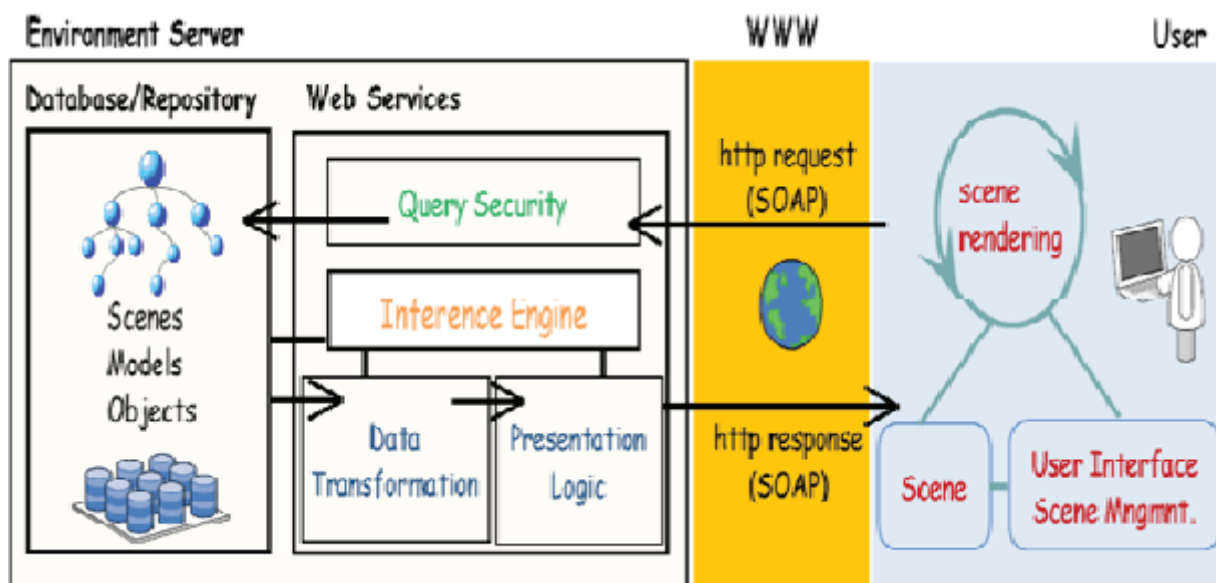 Environment Server
WWW
User
Database/Repository
Web Services
Query Security
Inference Engine
Scenes
Models
Objects
Data
Transformation
Presentation
Logic
http request
(SOAP)
http response
(SOAP)
scene
rendering
Scene
User Interface
Scene Mngmnt.